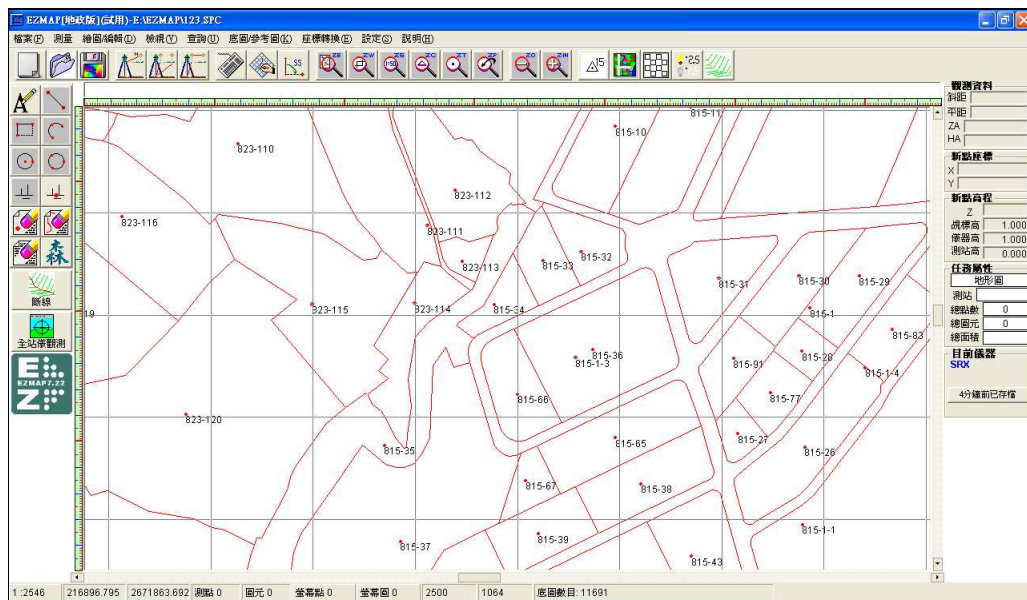 EZMAP[地政版](試用)-E:\EZMAP\123.SPC
檔案(F) 測量 繪圖/編輯(D) 檢視(V) 查詢(U) 底圖/參考圖(K) 座標轉換(E) 設定(S) 說明(H)
觀測資料
斜距
平距
ZA
HA
新點座標
X
Y
新點高程
Z
覘標高 1.000
儀器高 1.000
測站高 0.000
任務屬性
地形圖
測站
總點數 0
總圖元 0
總面積
目前儀器
SRX
4分鐘前已存檔
斷線
全站儀觀測
EZ
EZMAP7.22
815-11
815-10
823-110
823-112
823-116
823-111
815-32
815-33
823-113
815-31
815-30
815-29
19
823-115
823-114
815-34
815-1
815-83
815-36
815-1-3
815-91
815-28
815-1-4
815-66
815-77
823-120
815-35
815-65
815-27
815-26
815-67
815-38
815-37
815-39
815-1-1
815-43
1 :2546 216896.795 2671863.692 測點 0 圖元 0 螢幕點 0 螢幕圖 0 2500 1064 底圖數目: 11691